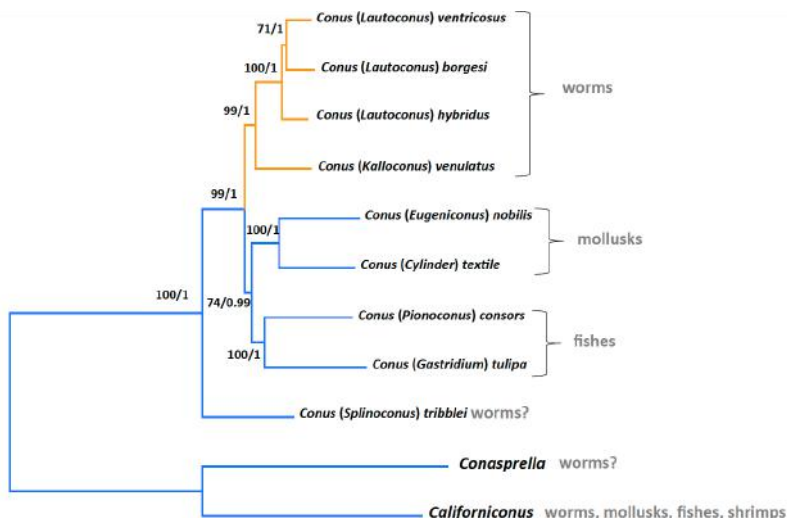 71/1
Conus (Lautoconus) ventricosus
Conus (Lautoconus) borgesi
100/1
worms
Conus (Lautoconus) hybridus
99/1
Conus (Kalloconus) venulatus
99/1
Conus (Eugeniconus) nobilis
100/1
mollusks
Conus (Cylinder) textile
100/1
74/0.99
Conus (Pionoconus) consors
fishes
100/1
Conus (Gastridium) tulipa
Conus (Splinoconus) tribblei worms?
Conasprella worms?
Californiconus worms, mollusks, fishes, shrimps